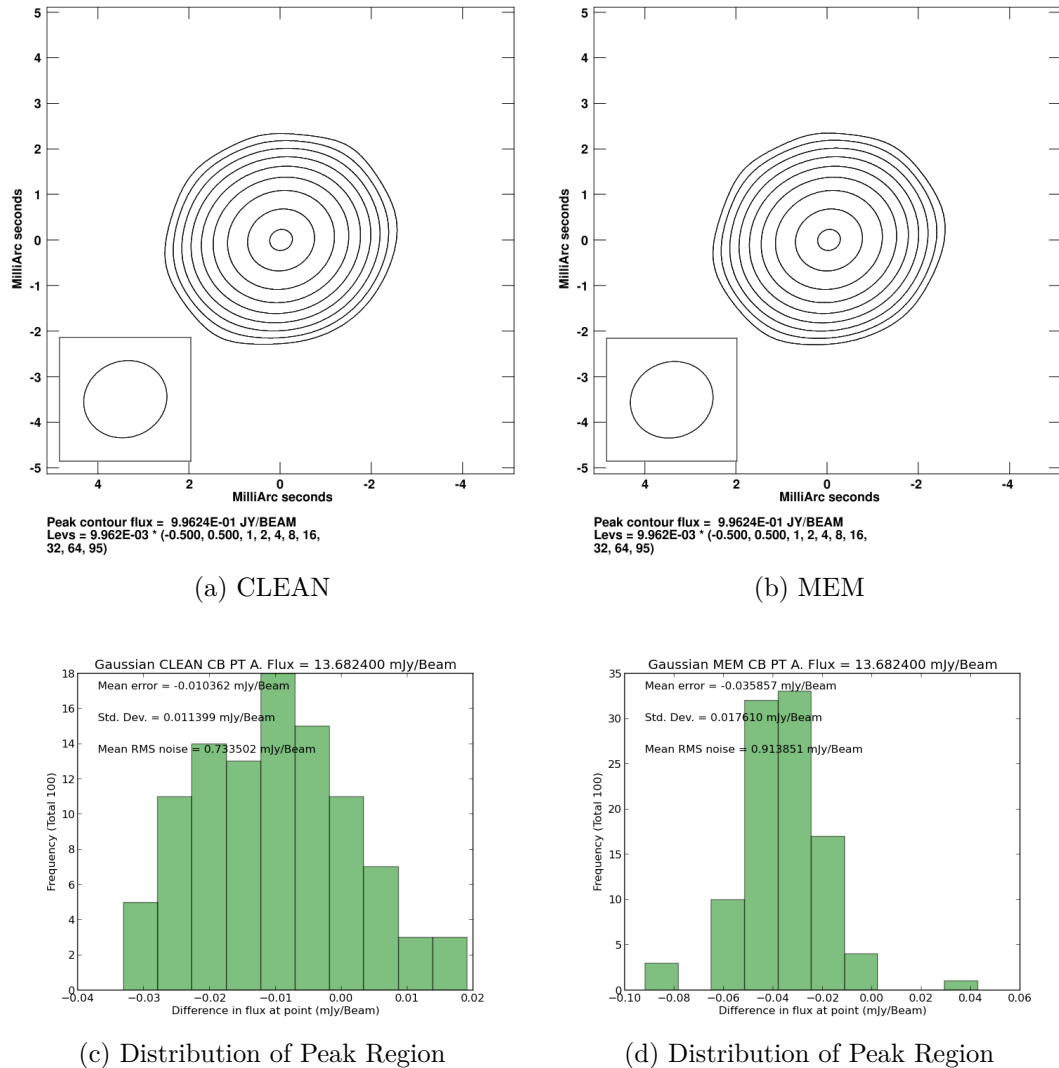 5
4
3
2
1
0
-1
-2
-3
-4
-5
MilliArc seconds
4 2 0 -2 -4
MilliArc seconds
Peak contour flux = 9.9624E-01 JY/BEAM
Levs = 9.962E-03 * (-0.500, 0.500, 1, 2, 4, 8, 16,
32, 64, 95)
(a) CLEAN
5
4
3
2
1
0
-1
-2
-3
-4
-5
MilliArc seconds
4 2 0 -2 -4
MilliArc seconds
Peak contour flux = 9.9624E-01 JY/BEAM
Levs = 9.962E-03 * (-0.500, 0.500, 1, 2, 4, 8, 16,
32, 64, 95)
(b) MEM
Gaussian CLEAN CB PT A. Flux = 13.682400 mJy/Beam
Mean error = -0.010362 mJy/Beam
Std. Dev. = 0.011399 mJy/Beam
Mean RMS noise = 0.733502 mJy/Beam
18
16
14
12
10
8
6
4
2
0
Frequency (Total 100)
−0.04 −0.03 −0.02 −0.01 0.00 0.01 0.02
Difference in flux at point (mJy/Beam)
(c) Distribution of Peak Region
Gaussian MEM CB PT A. Flux = 13.682400 mJy/Beam
Mean error = -0.035857 mJy/Beam
Std. Dev. = 0.017610 mJy/Beam
Mean RMS noise = 0.913851 mJy/Beam
35
30
25
20
15
10
5
0
Frequency (Total 100)
−0.10 −0.08 −0.06 −0.04 −0.02 0.00 0.02 0.04 0.06
Difference in flux at point (mJy/Beam)
(d) Distribution of Peak Region